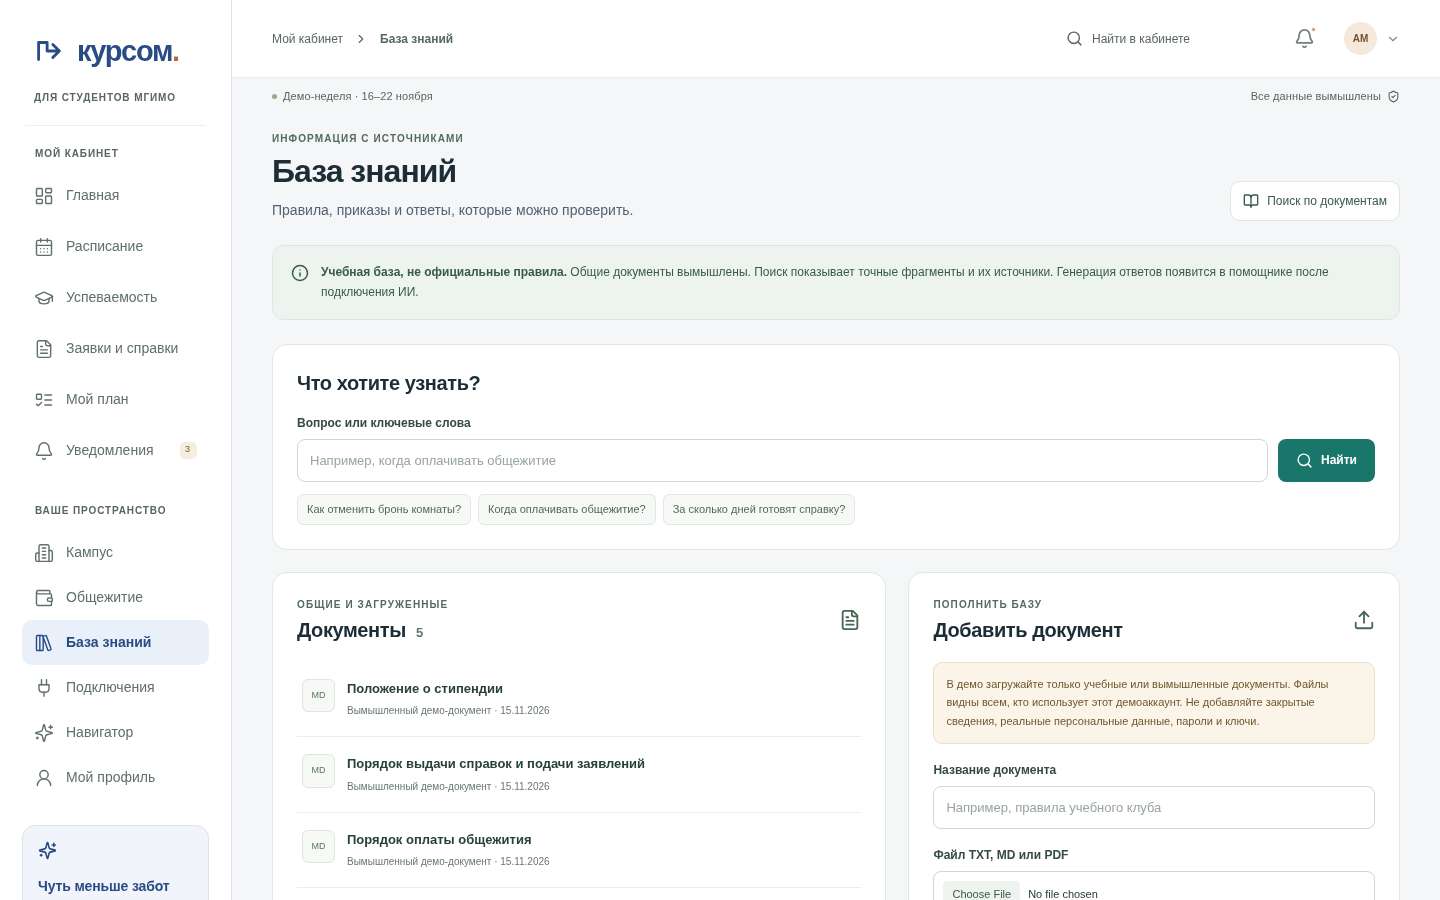 курсом.
ДЛЯ СТУДЕНТОВ МГИМО
МОЙ КАБИНЕТ
Главная
Расписание
Успеваемость
Заявки и справки
Мой план
Уведомления 3
ВАШЕ ПРОСТРАНСТВО
Кампус
Общежитие
База знаний
Подключения
Навигатор
Мой профиль
Чуть меньше забот
Мой кабинет База знаний
Найти в кабинете
АМ
Демо-неделя · 16–22 ноября
Все данные вымышлены
ИНФОРМАЦИЯ С ИСТОЧНИКАМИ
База знаний
Правила, приказы и ответы, которые можно проверить.
Поиск по документам
Учебная база, не официальные правила. Общие документы вымышлены. Поиск показывает точные фрагменты и их источники. Генерация ответов появится в помощнике после
подключения ИИ.
Что хотите узнать?
Вопрос или ключевые слова
Например, когда оплачивать общежитие
Найти
Как отменить бронь комнаты?
Когда оплачивать общежитие?
За сколько дней готовят справку?
ОБЩИЕ И ЗАГРУЖЕННЫЕ
Документы 5
MD
Положение о стипендии
Вымышленный демо-документ · 15.11.2026
MD
Порядок выдачи справок и подачи заявлений
Вымышленный демо-документ · 15.11.2026
MD
Порядок оплаты общежития
Вымышленный демо-документ · 15.11.2026
ПОПОЛНИТЬ БАЗУ
Добавить документ
В демо загружайте только учебные или вымышленные документы. Файлы
видны всем, кто использует этот демоаккаунт. Не добавляйте закрытые
сведения, реальные персональные данные, пароли и ключи.
Название документа
Например, правила учебного клуба
Файл TXT, MD или PDF
Choose File No file chosen